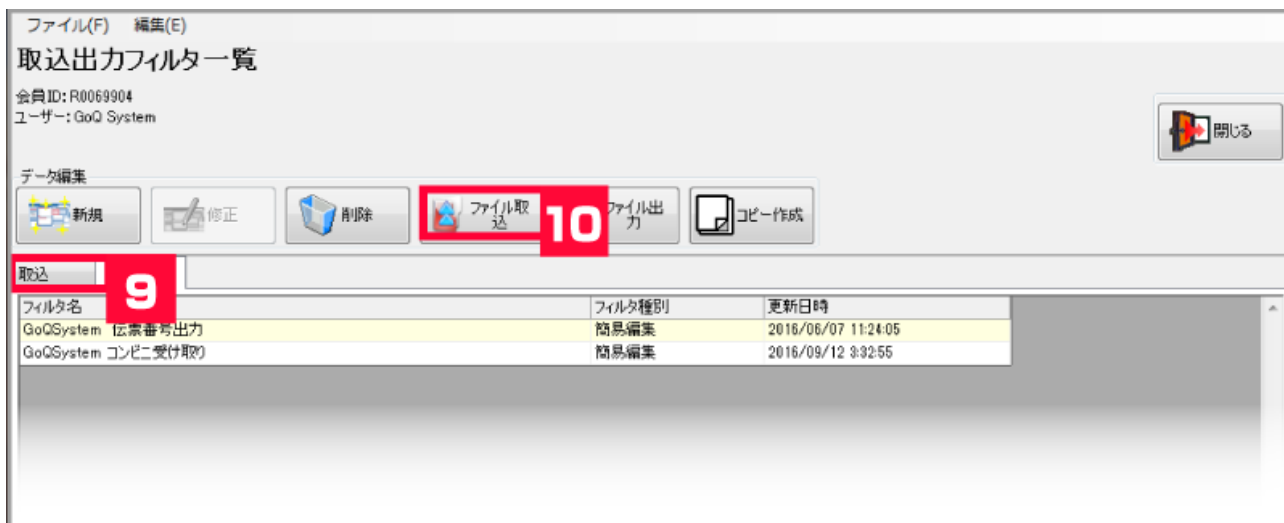 ファイル(F) 編集(E)
取込出力フィルター覧
会員ID: R0069904
ユーザー: GoQ System
閉じる
データ編集
新規 修正 削除 ファイル取込 10 ファイル出力 コピー作成
取込 9
フィルタ名 フィルタ種別 更新日時
GoQSystem 伝票番号出力 簡易編集 2016/06/07 11:24:05
GoQSystem コンビニ受け取り 簡易編集 2016/09/12 3:32:55